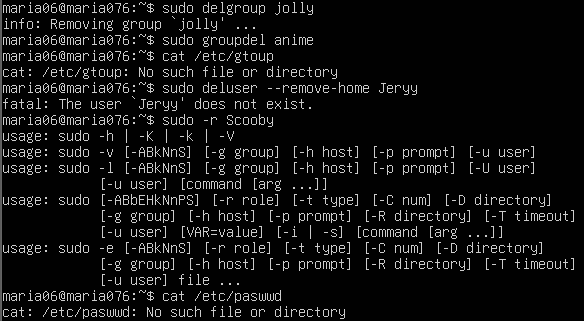 maria06@maria076:~$ sudo delgroup jolly
info: Removing group `jolly' ...
maria06@maria076:~$ sudo groupdel anime
maria06@maria076:~$ cat /etc/gtoup
cat: /etc/gtoup: No such file or directory
maria06@maria076:~$ sudo deluser --remove-home Jeryy
fatal: The user `Jeryy' does not exist.
maria06@maria076:~$ sudo -r Scooby
usage: sudo -h | -K | -k | -V
usage: sudo -v [-ABkNnS] [-g group] [-h host] [-p prompt] [-u user]
usage: sudo -l [-ABkNnS] [-g group] [-h host] [-p prompt] [-U user]
[-u user] [command [arg ...]]
usage: sudo [-ABbEHkNnPS] [-r role] [-t type] [-C num] [-D directory]
[-g group] [-h host] [-p prompt] [-R directory] [-T timeout]
[-u user] [VAR=value] [-i | -s] [command [arg ...]]
usage: sudo -e [-ABkNnS] [-r role] [-t type] [-C num] [-D directory]
[-g group] [-h host] [-p prompt] [-R directory] [-T timeout]
[-u user] file ...
maria06@maria076:~$ cat /etc/paswwd
cat: /etc/paswwd: No such file or directory